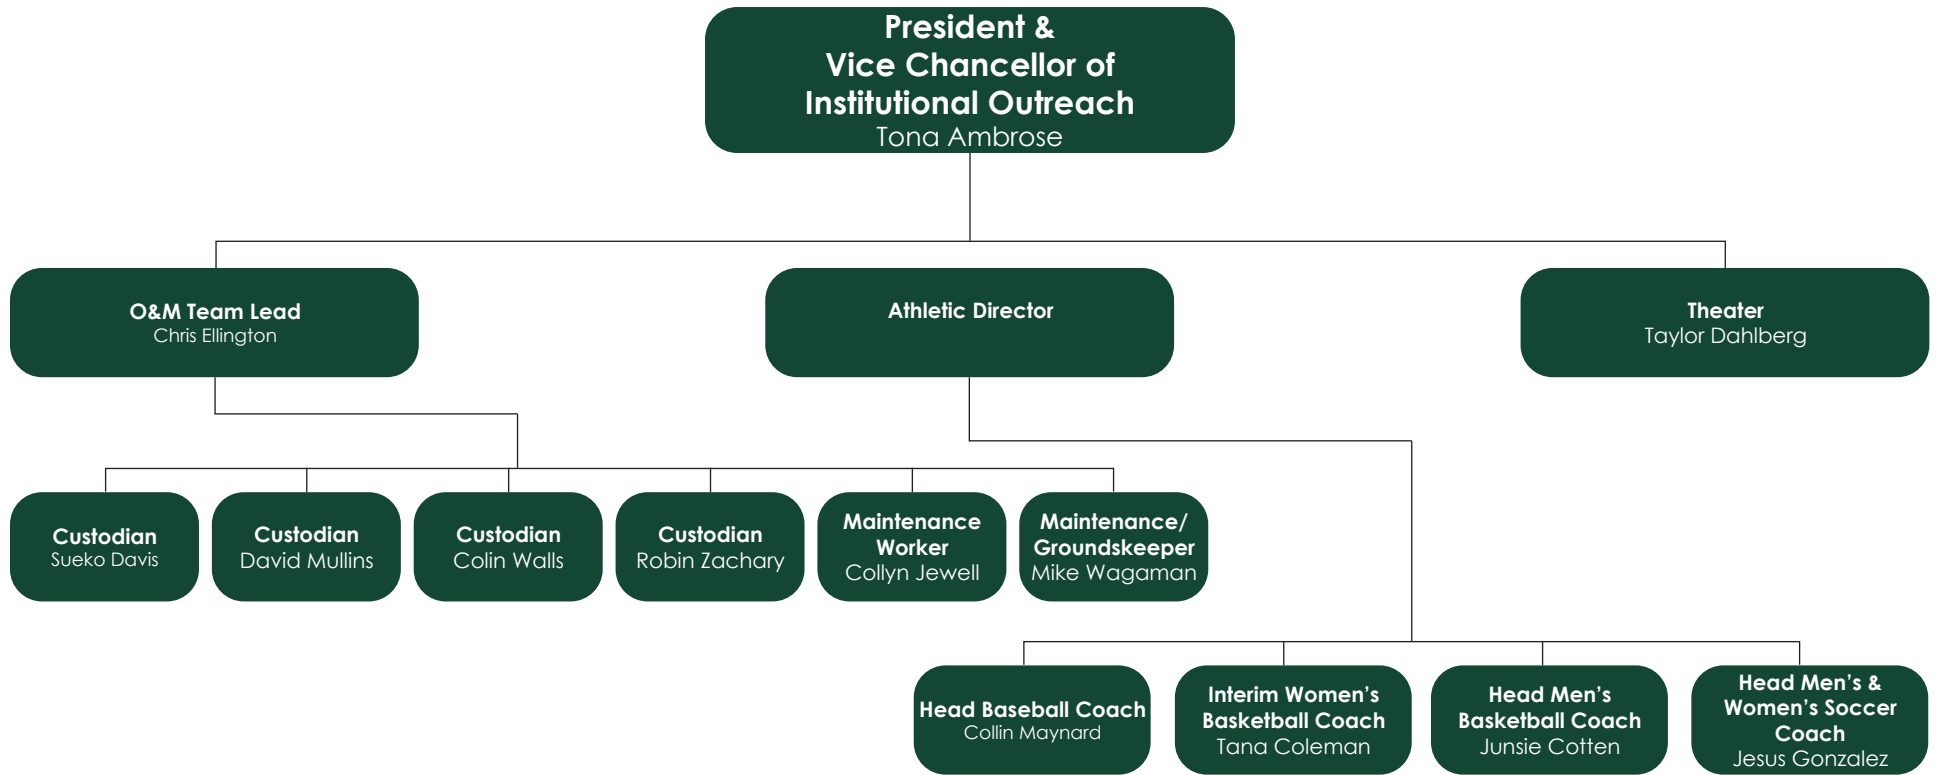 President &
Vice Chancellor of
Institutional Outreach
Tona Ambrose
O&M Team Lead
Chris Ellington
Athletic Director
Theater
Taylor Dahlberg
Custodian
Sueko Davis
Custodian
David Mullins
Custodian
Colin Walls
Custodian
Robin Zachary
Maintenance
Worker
Collyn Jewell
Maintenance/
Groundskeeper
Mike Wagaman
Head Baseball Coach
Collin Maynard
Interim Women’s
Basketball Coach
Tana Coleman
Head Men’s
Basketball Coach
Junsie Cotten
Head Men’s &
Women’s Soccer
Coach
Jesus Gonzalez